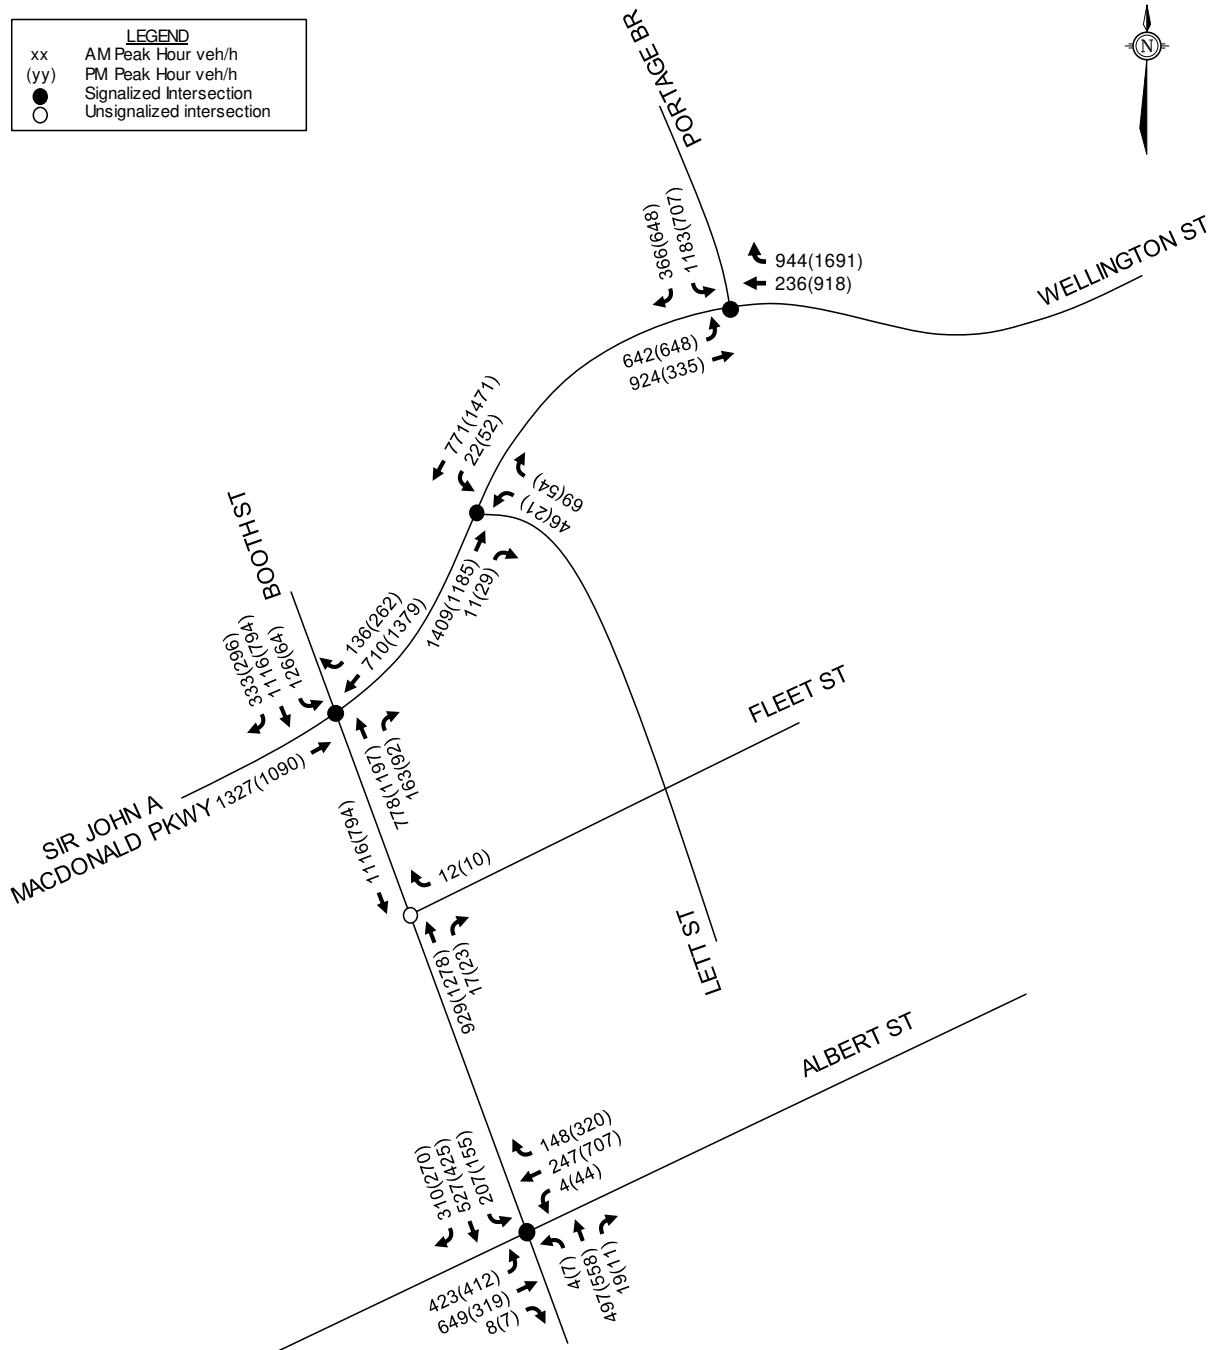 LEGEND
xx AM Peak Hour veh/h
(yy) PM Peak Hour veh/h
Signalized Intersection
Unsignalized intersection
N
PORTAGE BR
WELLINGTON ST
366(648)
1183(707)
944(1691)
236(918)
642(648)
924(335)
771(1471)
22(52)
69(54)
46(21)
1409(1185)
11(29)
BOOTH ST
136(262)
710(1379)
333(296)
1116(794)
126(64)
778(1197)
163(92)
1327(1090)
SIR JOHN A
MACDONALD PKWY
FLEET ST
1116(794)
12(10)
929(1278)
17(23)
LETT ST
ALBERT ST
310(270)
527(425)
207(155)
148(320)
247(707)
4(44)
423(412)
649(319)
8(7)
4(7)
497(558)
19(11)